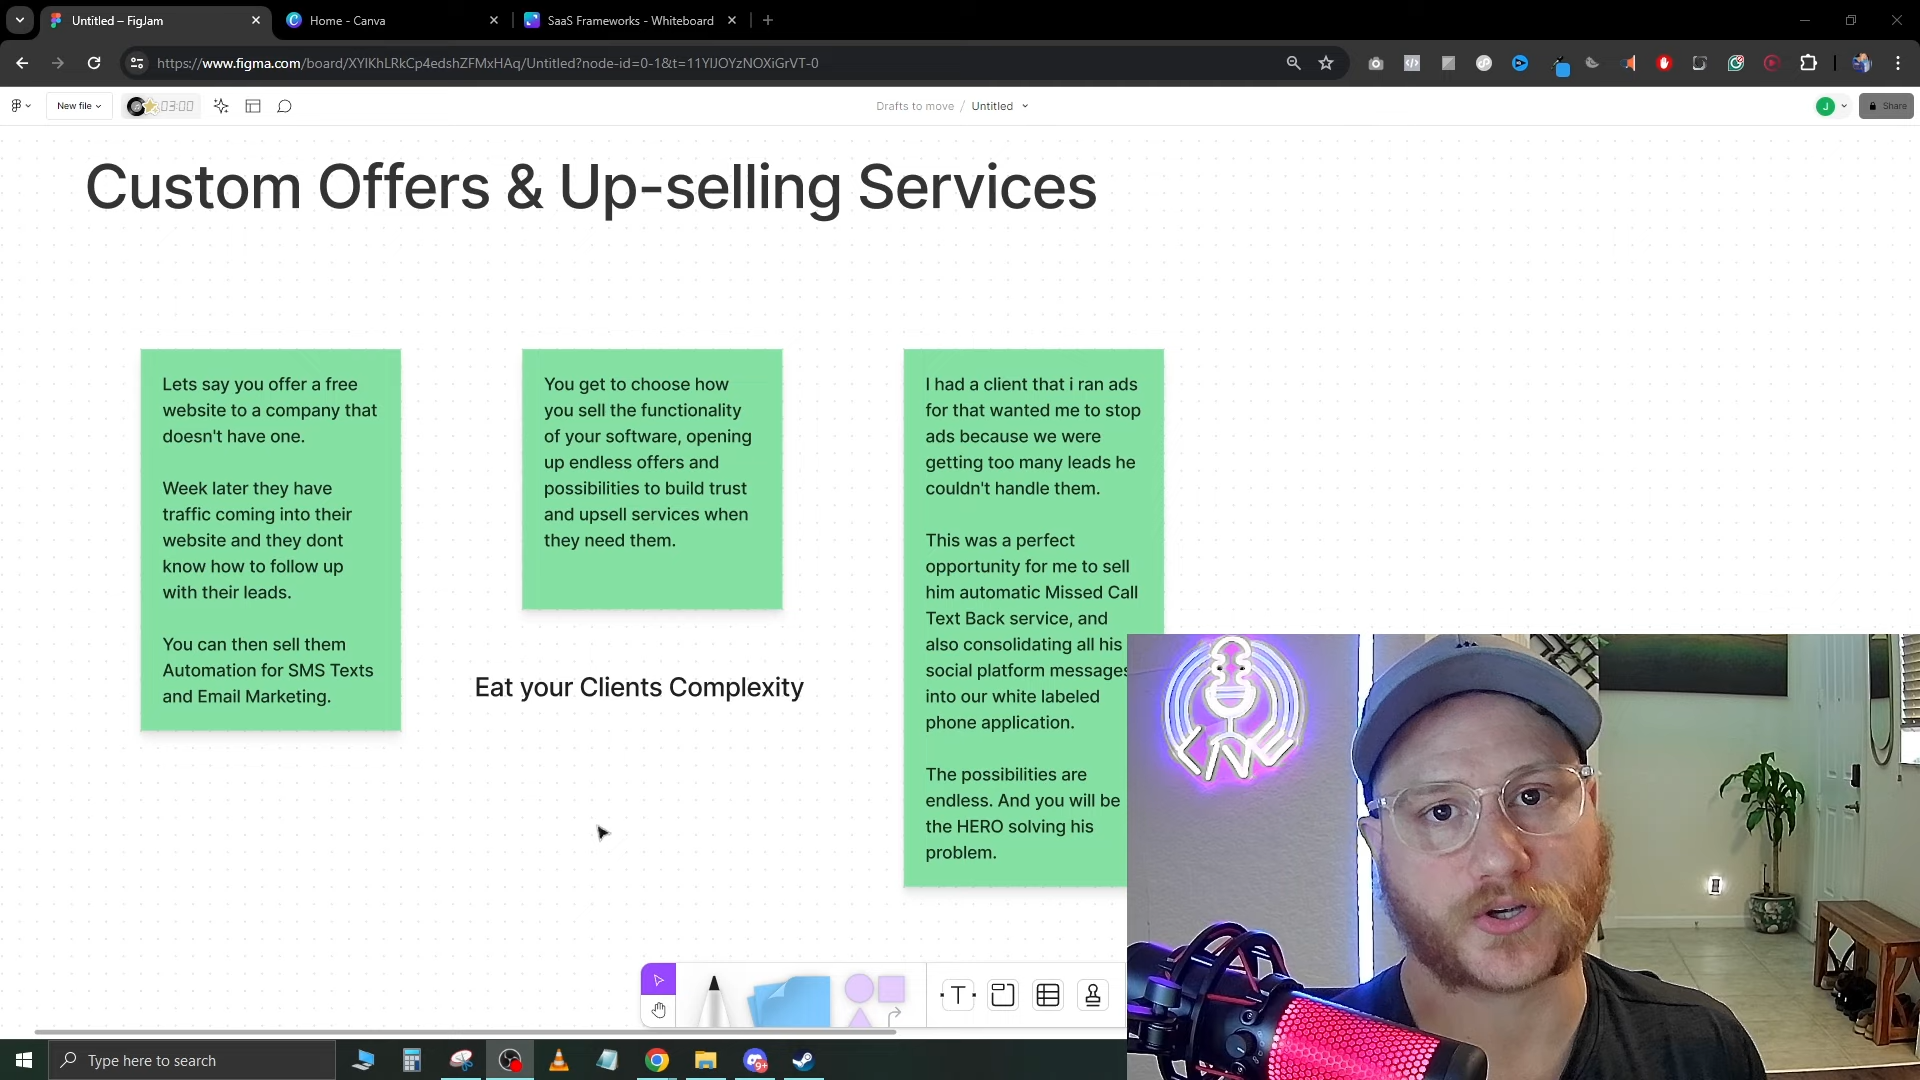 Untitled – FigJam
Home - Canva
SaaS Frameworks - Whiteboard
https://www.figma.com/board/XYlKhLRkCp4edshZFMxHAq/Untitled?node-id=0-1&t=11YlJOYzNOXiGrVT-0
New file
03:00
Drafts to move / Untitled
J
Share
Custom Offers & Up-selling Services
Lets say you offer a free
website to a company that
doesn't have one.
Week later they have
traffic coming into their
website and they dont
know how to follow up
with their leads.
You can then sell them
Automation for SMS Texts
and Email Marketing.
You get to choose how
you sell the functionality
of your software, opening
up endless offers and
possibilities to build trust
and upsell services when
they need them.
Eat your Clients Complexity
I had a client that i ran ads
for that wanted me to stop
ads because we were
getting too many leads he
couldn't handle them.
This was a perfect
opportunity for me to sell
him automatic Missed Call
Text Back service, and
also consolidating all his
social platform messages
into our white labeled
phone application.
The possibilities are
endless. And you will be
the HERO solving his
problem.
LIVE
T
Type here to search
9+